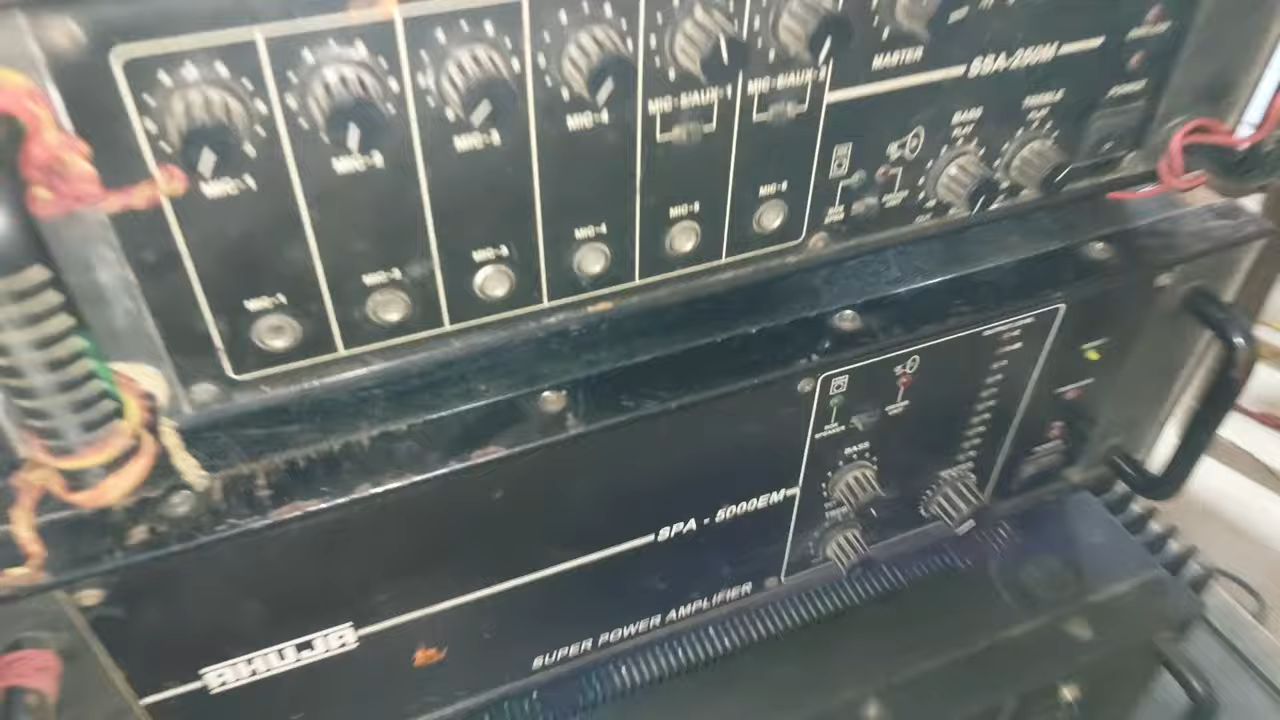 MIC-1
MIC-2
MIC-3
MIC-4
MIC-5/AUX-1
MIC-6/AUX-2
MASTER
SSA-250M
BASS
TREBLE
POWER
MIC-1
MIC-2
MIC-3
MIC-4
MIC-5
MIC-6
BASS
SPEAKER
SPA - 5000EM
AHUJA
SUPER POWER AMPLIFIER